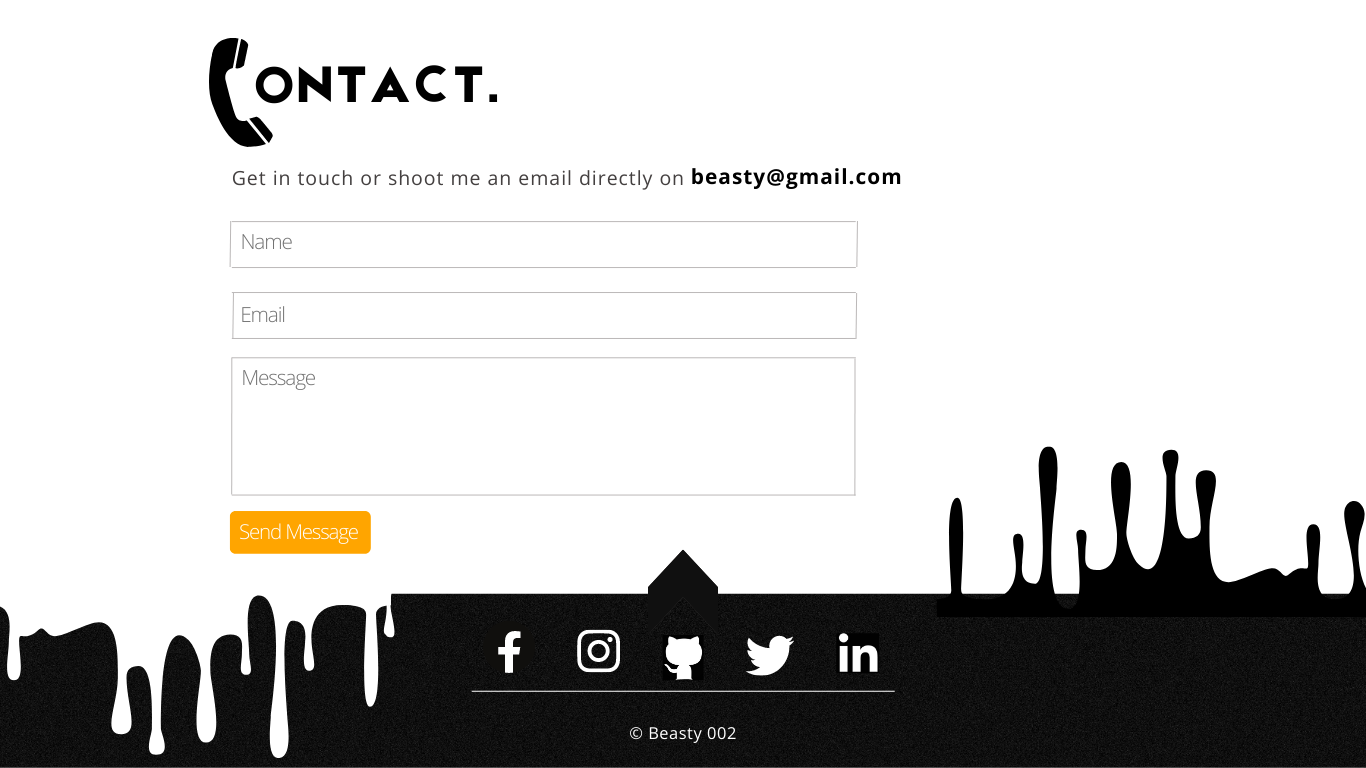 CONTACT.
Get in touch or shoot me an email directly on beasty@gmail.com
Name
Email
Message
Send Message
© Beasty 002